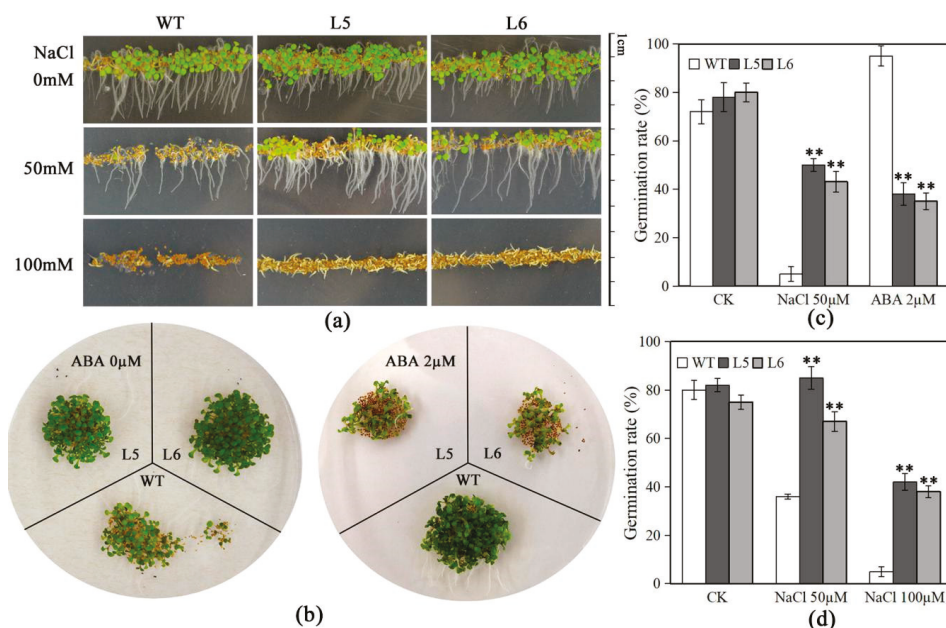 WT L5 L6
NaCl
0mM
50mM
100mM
1cm
(a)
ABA 0μM
L5 L6
WT
ABA 2μM
L5 L6
WT
(b)
WT L5 L6
Germination rate (%)
100
80
60
40
20
0
** ** ** **
CK NaCl 50μM ABA 2μM
(c)
WT L5 L6
Germination rate (%)
100
80
60
40
20
0
** ** ** **
CK NaCl 50μM NaCl 100μM
(d)